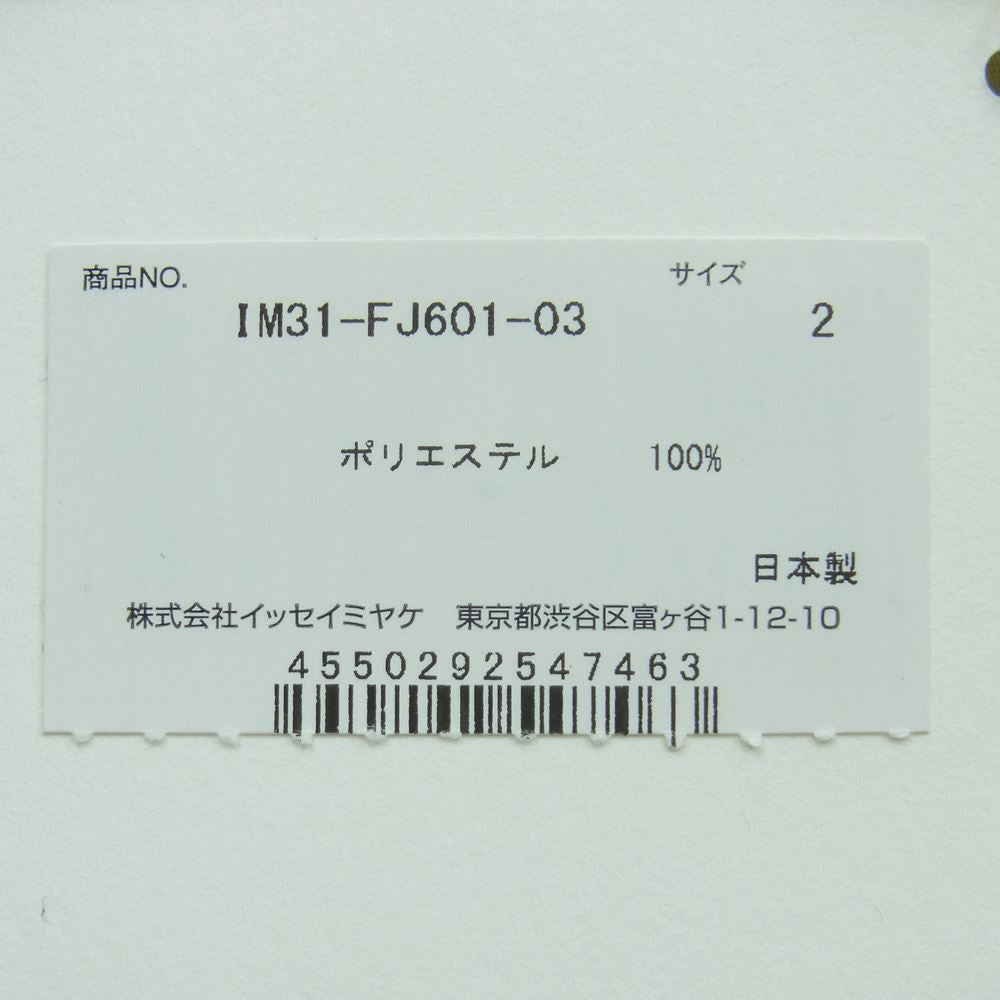 商品NO. サイズ
IM31-FJ601-03 2
ポリエステル 100%
日本製
株式会社イッセイミヤケ 東京都渋谷区富ヶ谷1-12-10
4550292547463